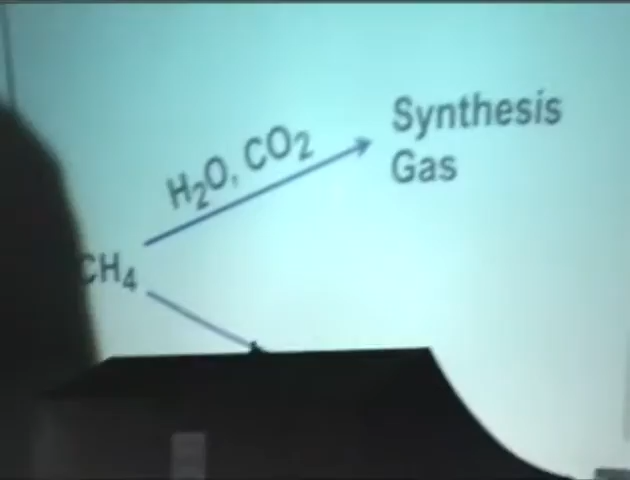 H₂O, CO₂
Synthesis
Gas
CH₄